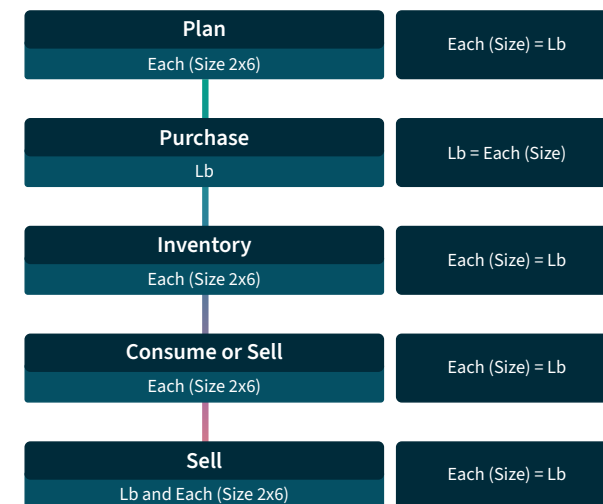 Plan
Each (Size 2x6)
Each (Size) = Lb
Purchase
Lb
Lb = Each (Size)
Inventory
Each (Size 2x6)
Each (Size) = Lb
Consume or Sell
Each (Size 2x6)
Each (Size) = Lb
Sell
Lb and Each (Size 2x6)
Each (Size) = Lb